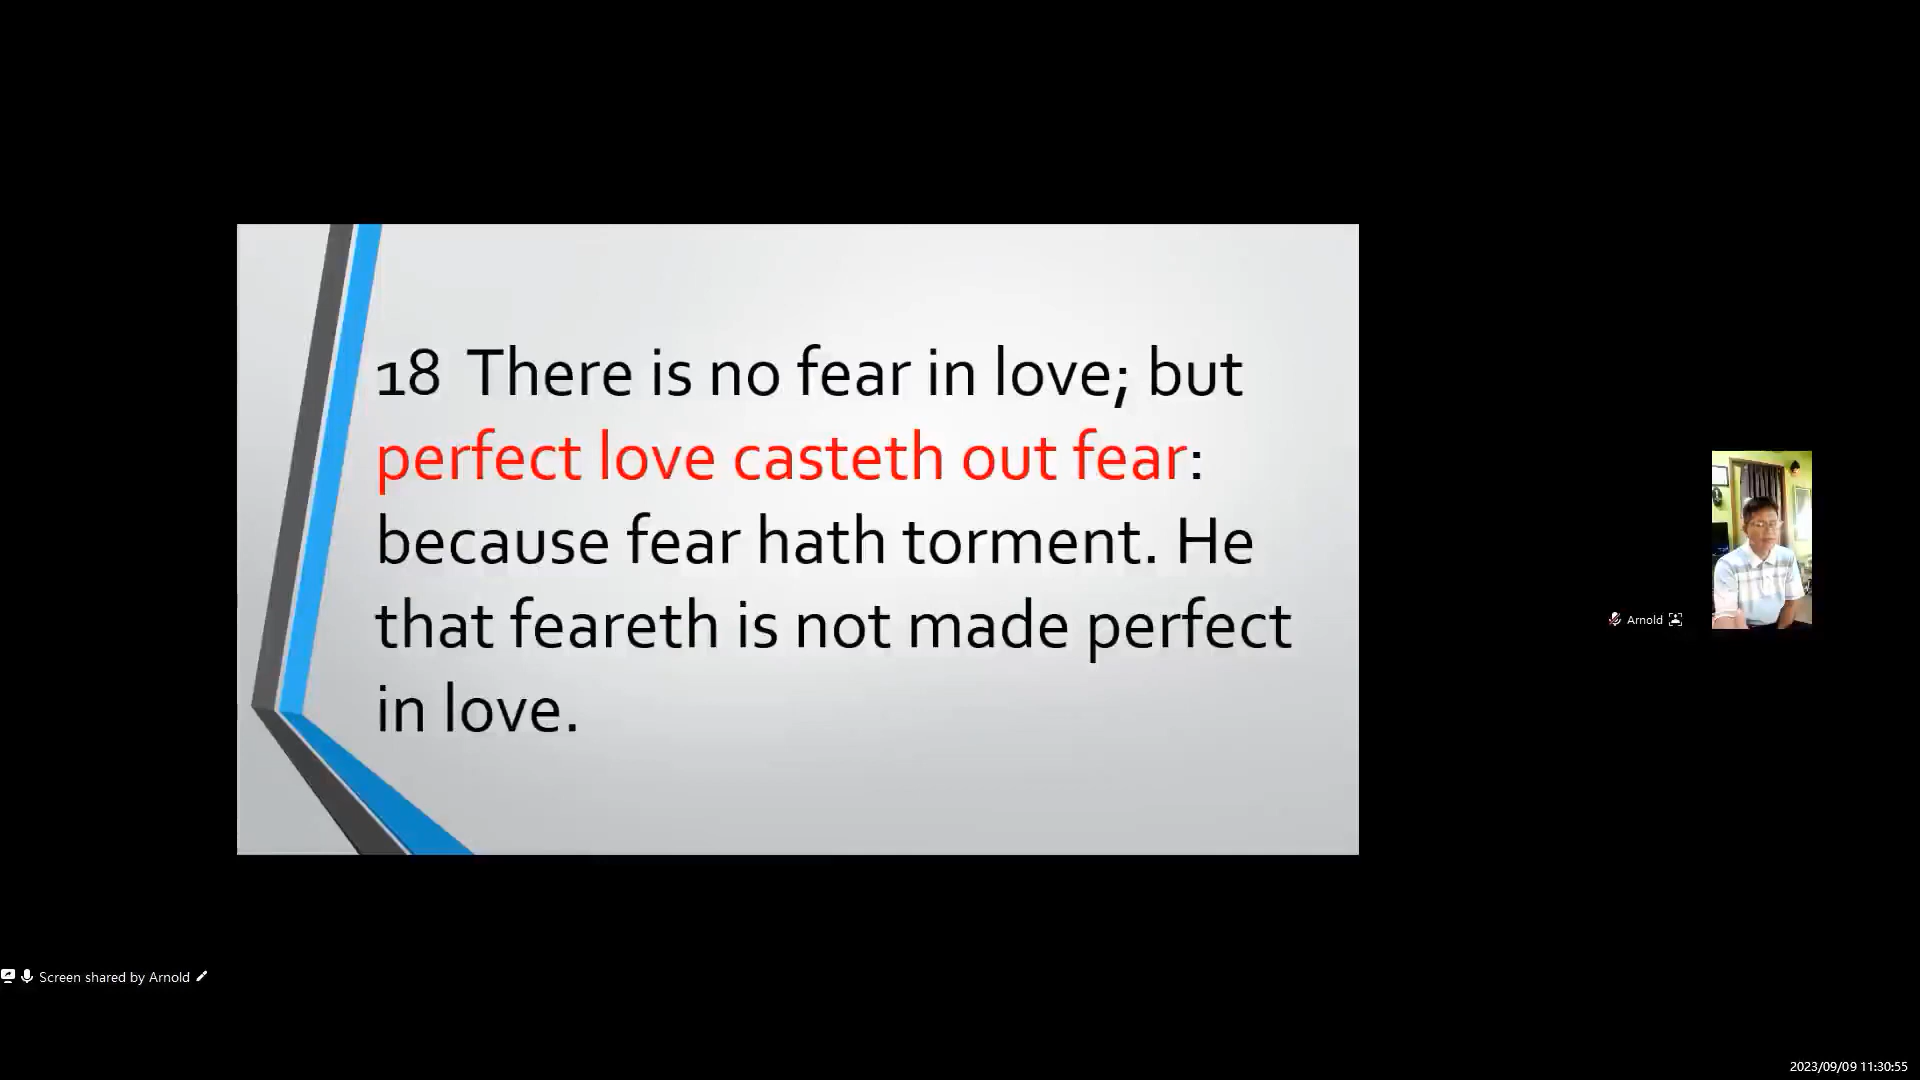 18 There is no fear in love; but
perfect love casteth out fear:
because fear hath torment. He
that feareth is not made perfect
in love.
Arnold
Screen shared by Arnold
2023/09/09 11:30:55